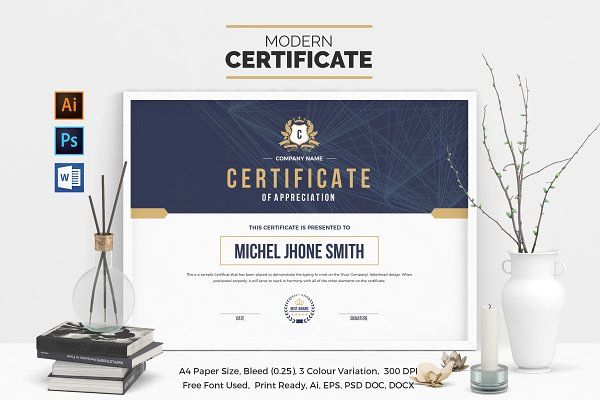 MODERN
CERTIFICATE
Ai
Ps
W
C
COMPANY NAME
CERTIFICATE
OF APPRECIATION
THIS CERTIFICATE IS PRESENTED TO
MICHEL JHONE SMITH
This is a sample Certificat that has been placed to demonstrate the typing fo rmat on the (Your Company). letterhead design. When
positioned properly, it will serve to work in harmony with all of the other element on the certificate.
BEST AWARD
DATE
SIGNATURE
A4 Paper Size, Bleed (0.25), 3 Colour Variation, 300 DPI
Free Font Used, Print Ready, Ai, EPS, PSD DOC, DOCX